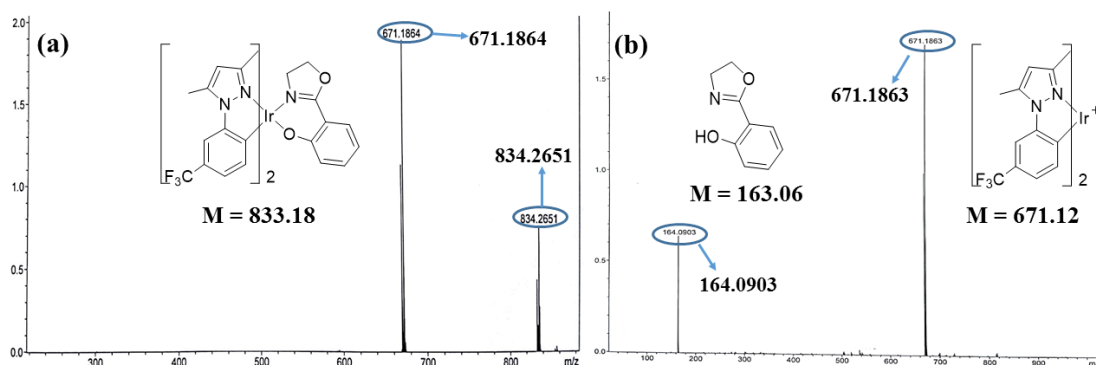 (a)
2.0
1.5
1.0
0.5
0.0
300
400
500
600
700
800
m/z
671.1864
671.1864
834.2651
834.2651
N
N
Ir
N
O
O
F₃C
2
M = 833.18
(b)
1.5
1.0
0.5
0.0
100
200
300
400
500
600
700
800
900
m/
671.1863
671.1863
164.0903
164.0903
O
N
HO
M = 163.06
N
N
Ir⁺
F₃C
2
M = 671.12